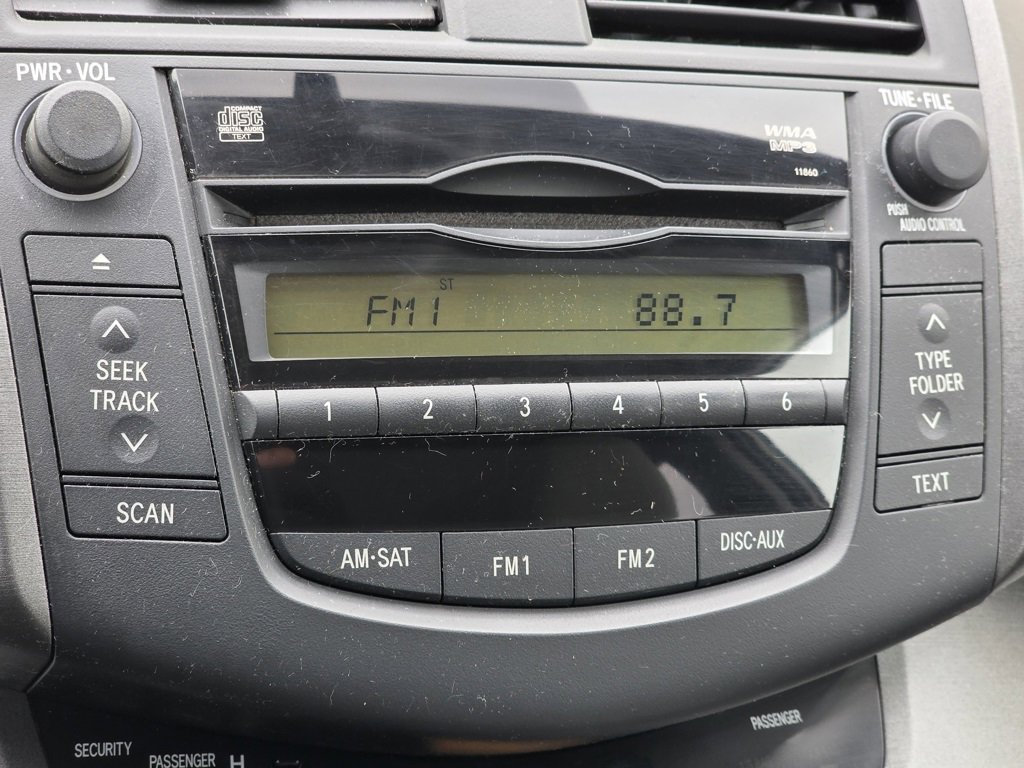 PWR·VOL
COMPACT
disc
DIGITAL AUDIO
TEXT
WMA
MP3
11860
TUNE·FILE
PUSH
AUDIO CONTROL
ST
FM1 88.7
SEEK
TRACK
TYPE
FOLDER
1 2 3 4 5 6
SCAN
TEXT
AM·SAT
FM1
FM2
DISC·AUX
SECURITY
PASSENGER
PASSENGER